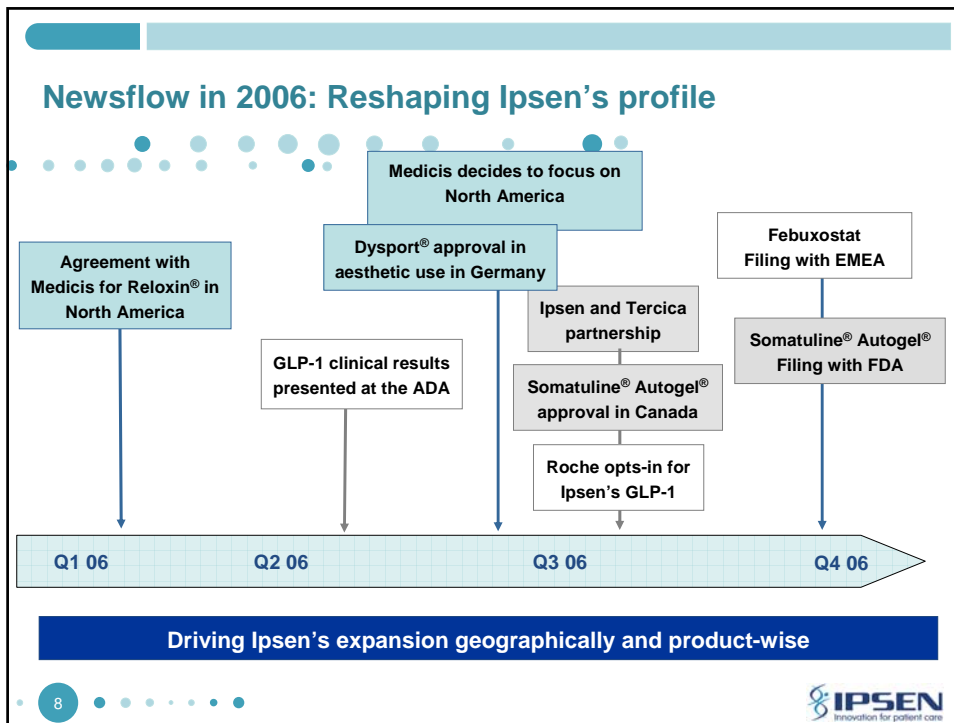 Newsflow in 2006: Reshaping Ipsen's profile
Medicis decides to focus on
North America
Dysport® approval in
aesthetic use in Germany
Agreement with
Medicis for Reloxin® in
North America
GLP-1 clinical results
presented at the ADA
Ipsen and Tercica
partnership
Somatuline® Autogel®
approval in Canada
Roche opts-in for
Ipsen's GLP-1
Febuxostat
Filing with EMEA
Somatuline® Autogel®
Filing with FDA
Q1 06 Q2 06 Q3 06 Q4 06
Driving Ipsen's expansion geographically and product-wise
8
IPSEN
Innovation for patient care